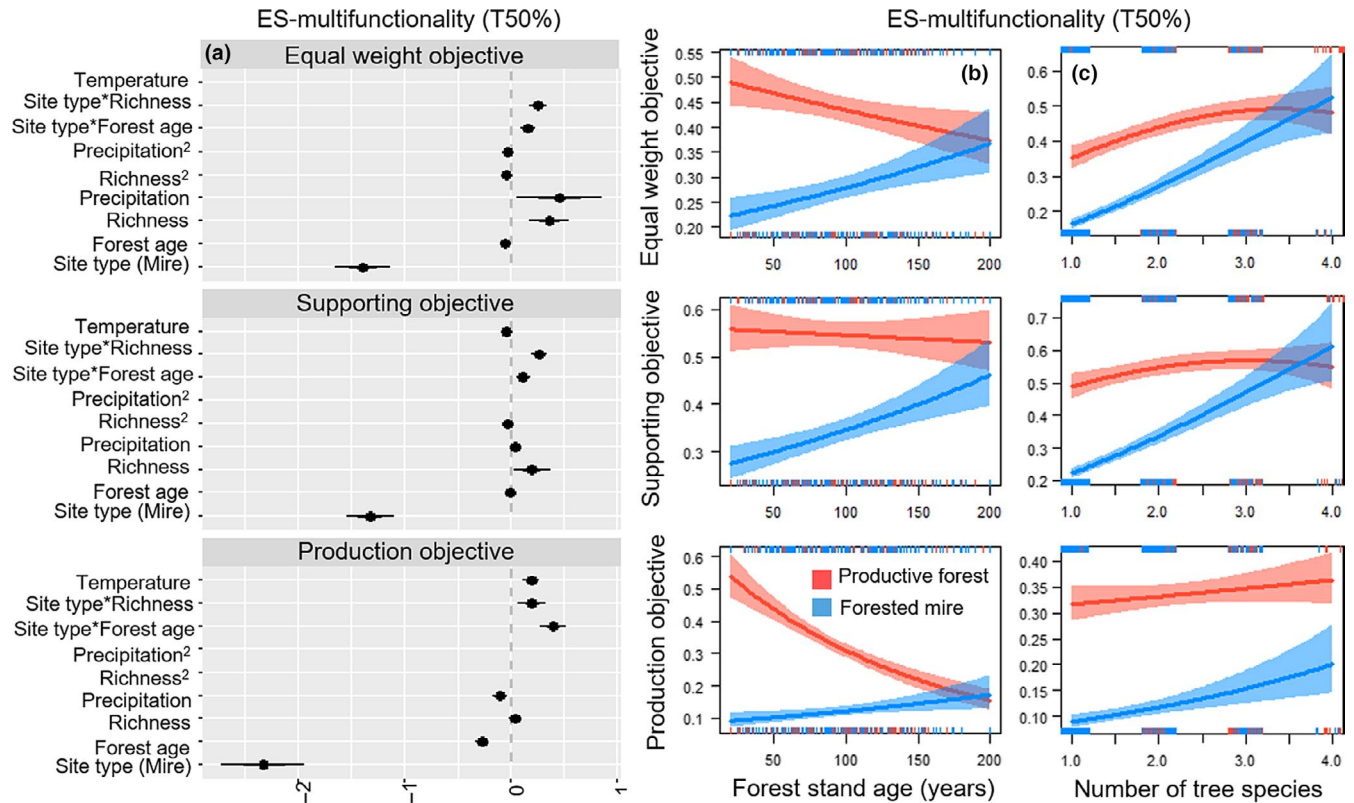 ES-multifunctionality (T50%)
(a)
Equal weight objective
Temperature
Site type*Richness
Site type*Forest age
Precipitation²
Richness²
Precipitation
Richness
Forest age
Site type (Mire)
Supporting objective
Temperature
Site type*Richness
Site type*Forest age
Precipitation²
Richness²
Precipitation
Richness
Forest age
Site type (Mire)
Production objective
Temperature
Site type*Richness
Site type*Forest age
Precipitation²
Richness²
Precipitation
Richness
Forest age
Site type (Mire)
−2 −1 0 1
ES-multifunctionality (T50%)
(b)
Equal weight objective
0.55
0.50
0.45
0.40
0.35
0.30
0.25
0.20
50 100 150 200
(c)
0.6
0.5
0.4
0.3
0.2
1.0 2.0 3.0 4.0
Supporting objective
0.6
0.5
0.4
0.3
50 100 150 200
0.7
0.6
0.5
0.4
0.3
0.2
1.0 2.0 3.0 4.0
Production objective
0.6
0.5
0.4
0.3
0.2
0.1
Productive forest
Forested mire
50 100 150 200
Forest stand age (years)
0.40
0.35
0.30
0.25
0.20
0.15
0.10
1.0 2.0 3.0 4.0
Number of tree species